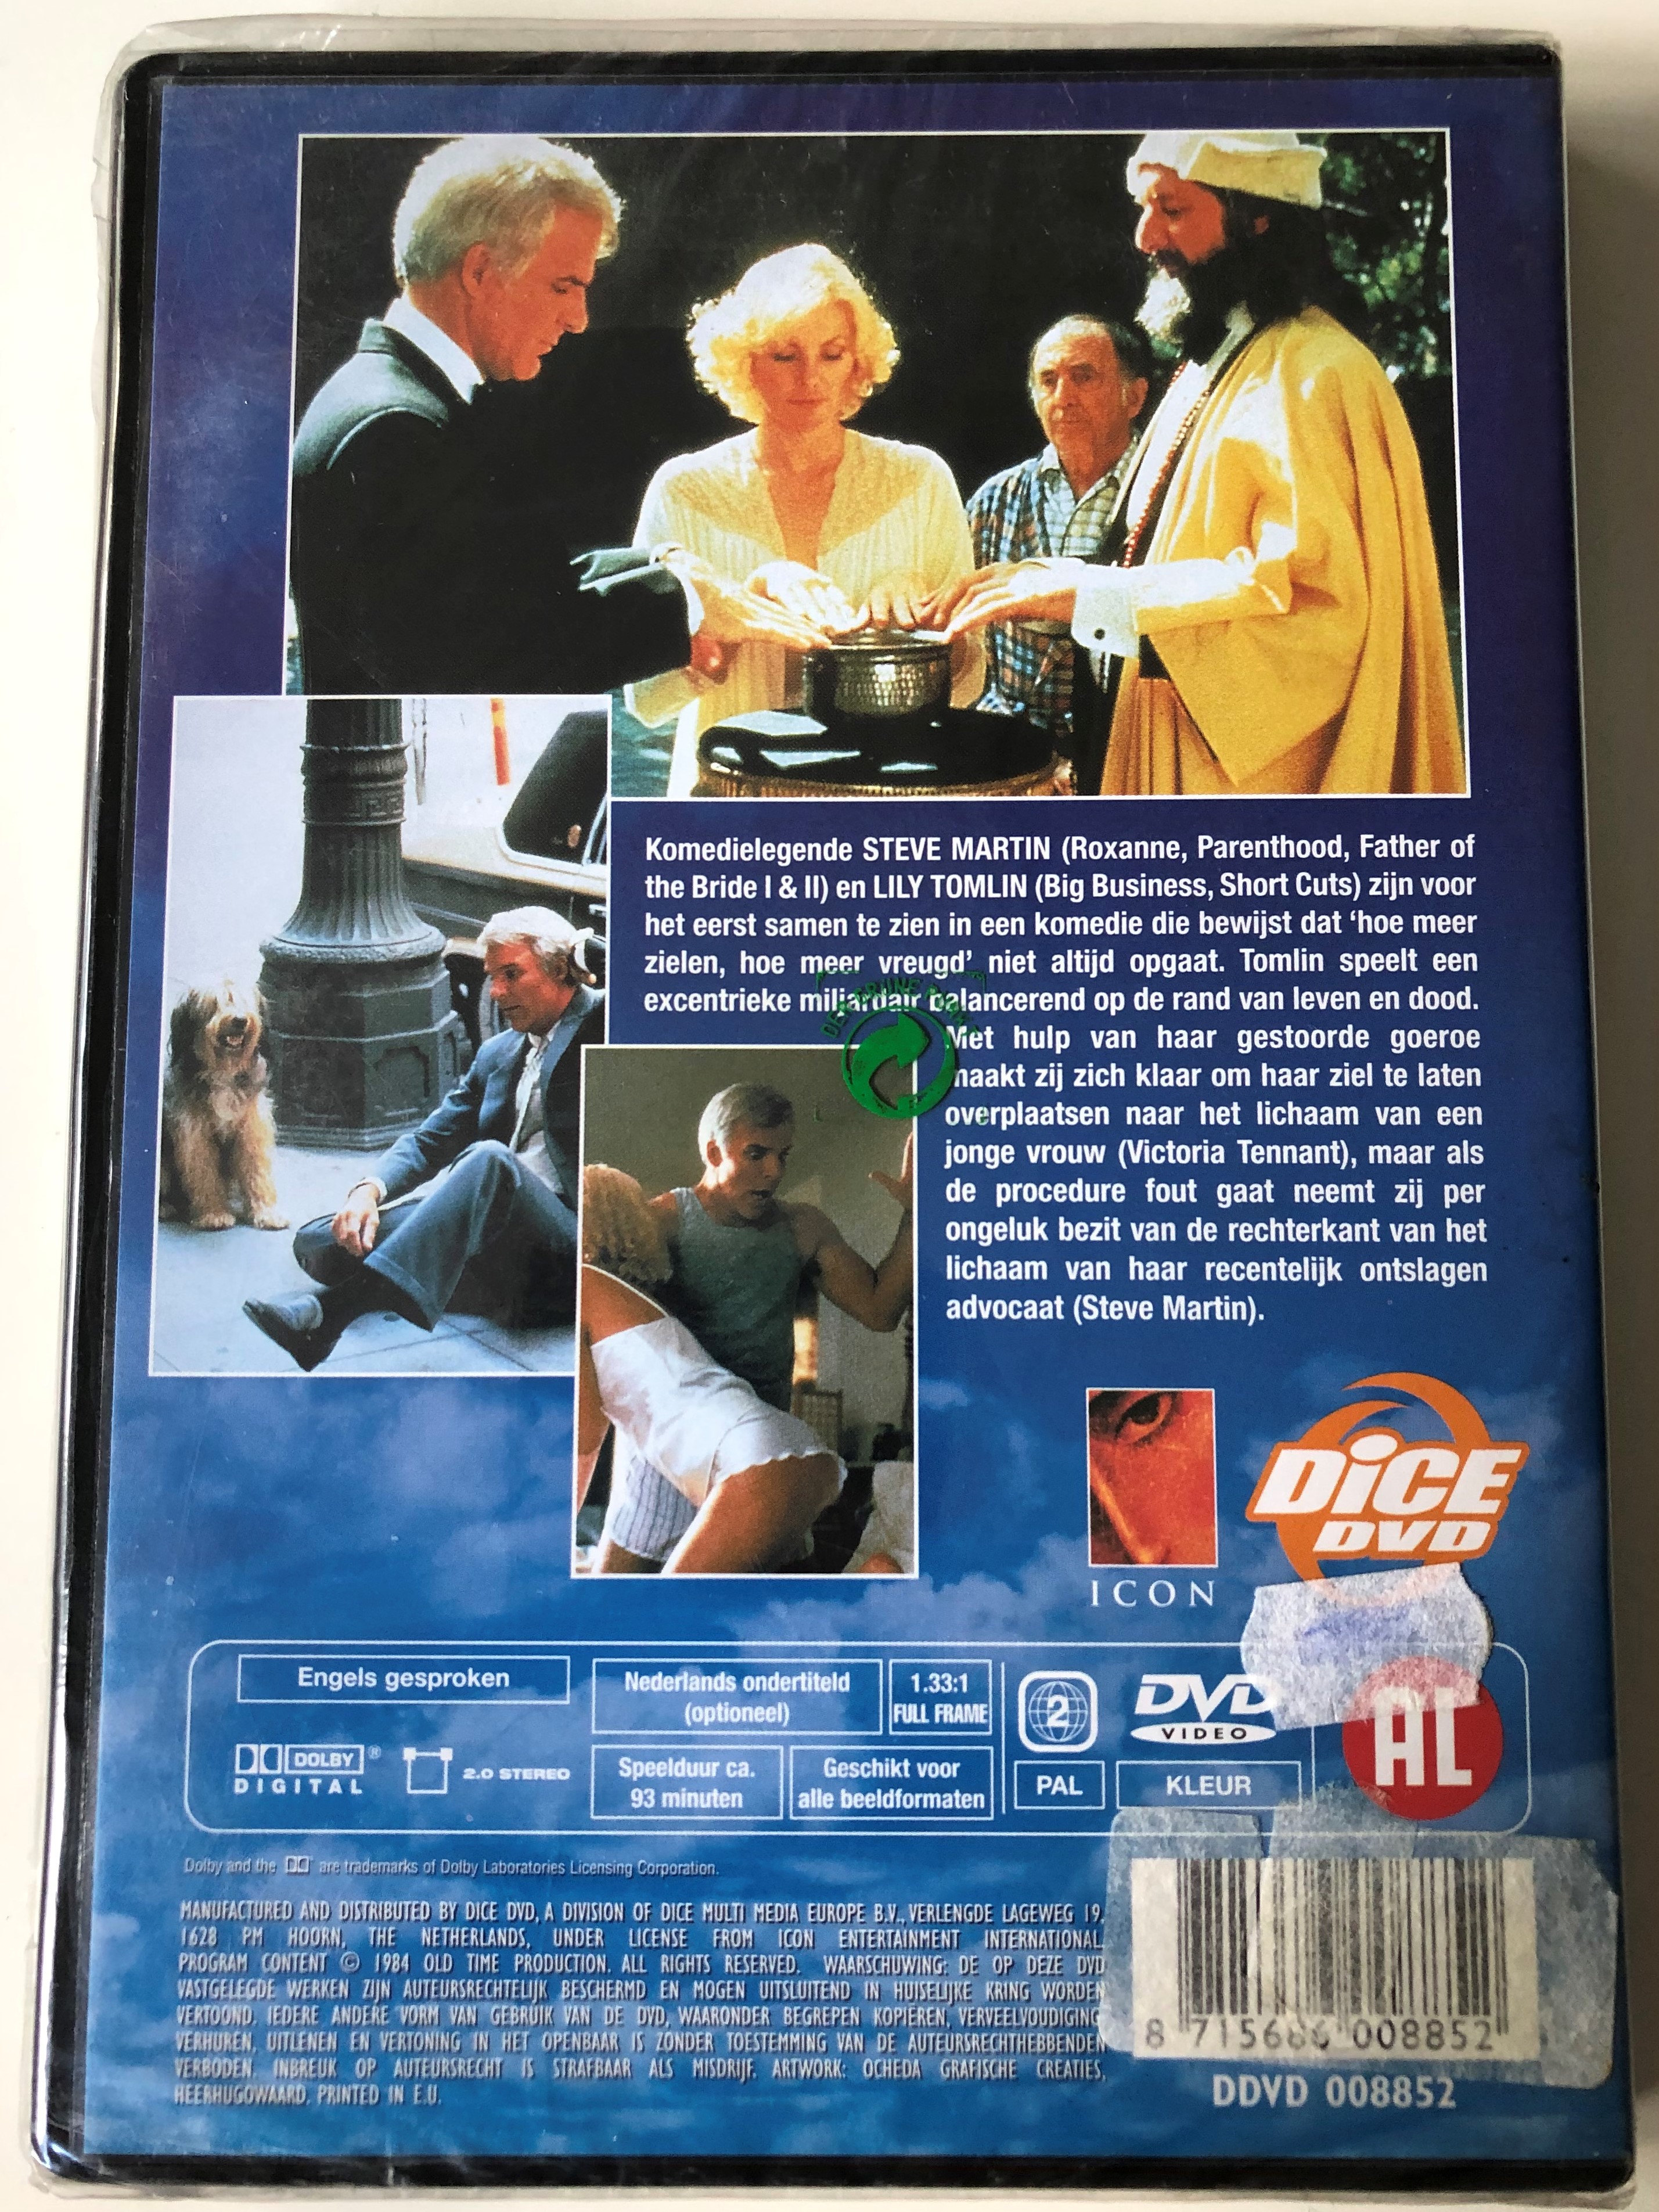 Komedielegende STEVE MARTIN (Roxanne, Parenthood, Father of
the Bride I & II) en LILY TOMLIN (Big Business, Short Cuts) zijn voor
het eerst samen te zien in een komedie die bewijst dat ‘hoe meer
zielen, hoe meer vreugd’ niet altijd opgaat. Tomlin speelt een
excentrieke miljardair balancerend op de rand van leven en dood.
Met hulp van haar gestoorde goeroe
maakt zij zich klaar om haar ziel te laten
overplaatsen naar het lichaam van een
jonge vrouw (Victoria Tennant), maar als
de procedure fout gaat neemt zij per
ongeluk bezit van de rechterkant van het
lichaam van haar recentelijk ontslagen
advocaat (Steve Martin).
DER GRÜNE PUNKT
ICON
DiCE
DVD
Engels gesproken
Nederlands ondertiteld
(optioneel)
1.33:1
FULL FRAME
2
DVD
VIDEO
AL
DOLBY ®
DIGITAL
2.0 STEREO
Speelduur ca.
93 minuten
Geschikt voor
alle beeldformaten
PAL
KLEUR
Dolby and the are trademarks of Dolby Laboratories Licensing Corporation.
MANUFACTURED AND DISTRIBUTED BY DICE DVD, A DIVISION OF DICE MULTI MEDIA EUROPE B.V., VERLENGDE LAGEWEG 19,
1628 PM HOORN, THE NETHERLANDS, UNDER LICENSE FROM ICON ENTERTAINMENT INTERNATIONAL.
PROGRAM CONTENT © 1984 OLD TIME PRODUCTION. ALL RIGHTS RESERVED. WAARSCHUWING: DE OP DEZE DVD
VASTGELEGDE WERKEN ZIJN AUTEURSRECHTELIJK BESCHERMD EN MOGEN UITSLUITEND IN HUISELIJKE KRING WORDEN
VERTOOND. IEDERE ANDERE VORM VAN GEBRUIK VAN DE DVD, WAARONDER BEGREPEN KOPIËREN, VERVEELVOUDIGING,
VERHUREN, UITLENEN EN VERTONING IN HET OPENBAAR IS ZONDER TOESTEMMING VAN DE AUTEURSRECHTHEBBENDEN
VERBODEN. INBREUK OP AUTEURSRECHT IS STRAFBAAR ALS MISDRIJF. ARTWORK: OCHEDA GRAFISCHE CREATIES,
HEERHUGOWAARD. PRINTED IN E.U.
8 715686 008852
DDVD 008852